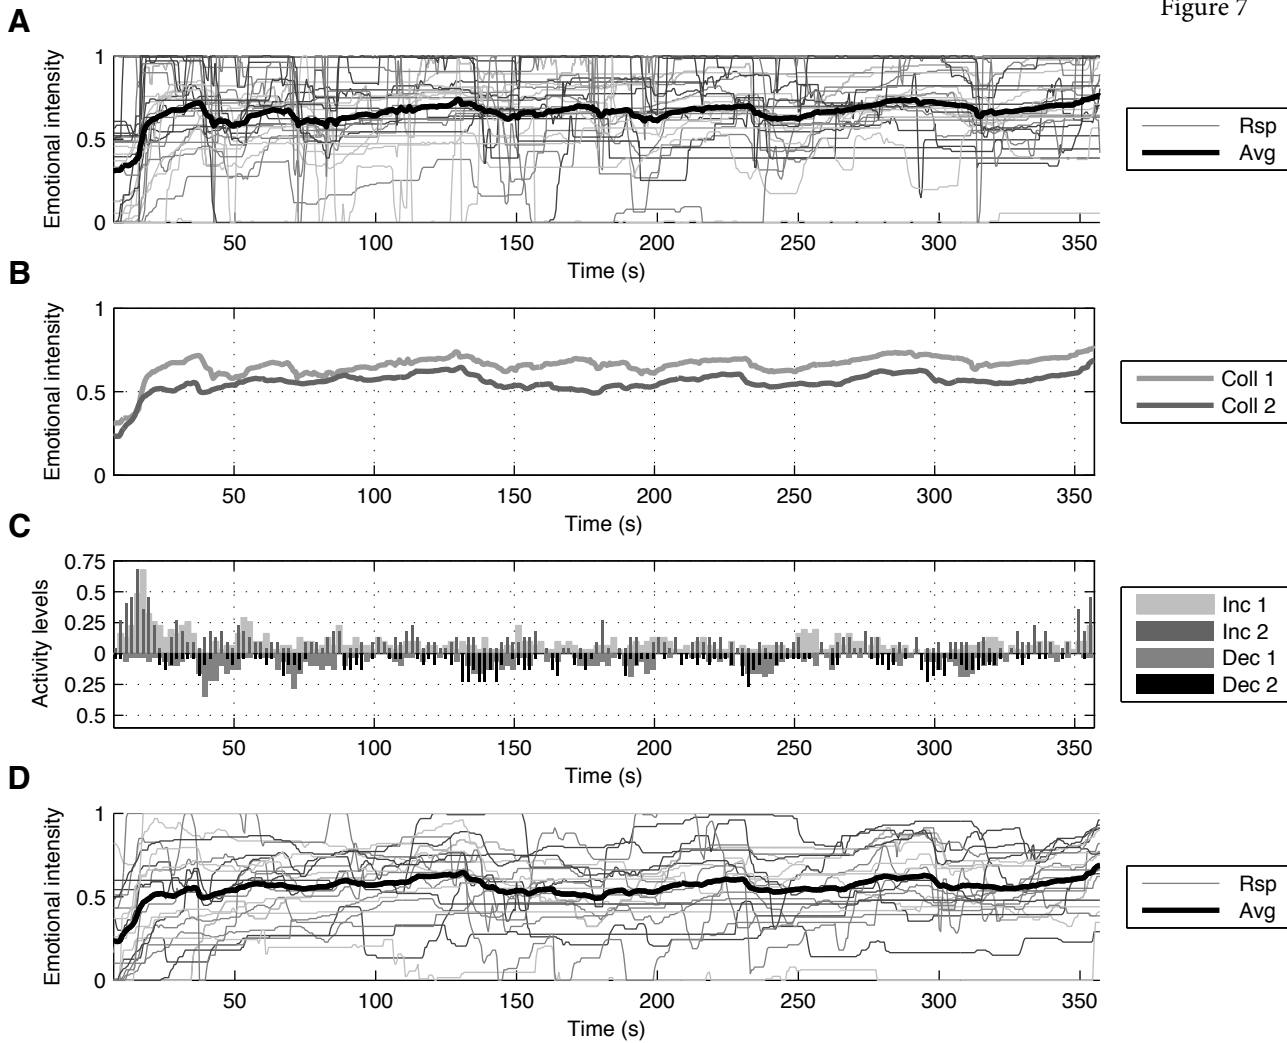 Figure 7
A
Emotional intensity
1
0.5
0
50 100 150 200 250 300 350
Time (s)
Rsp
Avg
B
Emotional intensity
1
0.5
0
50 100 150 200 250 300 350
Time (s)
Coll 1
Coll 2
C
Activity levels
0.75
0.5
0.25
0
0.25
0.5
50 100 150 200 250 300 350
Time (s)
Inc 1
Inc 2
Dec 1
Dec 2
D
Emotional intensity
1
0.5
0
50 100 150 200 250 300 350
Time (s)
Rsp
Avg